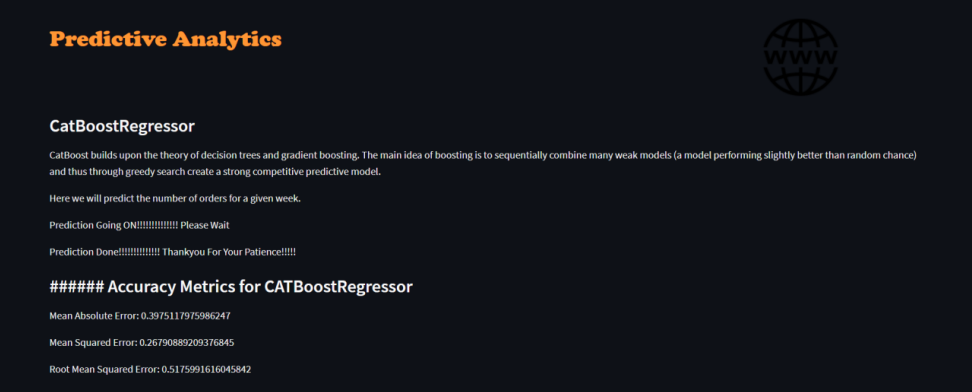 Predictive Analytics
WWW
CatBoostRegressor
CatBoost builds upon the theory of decision trees and gradient boosting. The main idea of boosting is to sequentially combine many weak models (a model performing slightly better than random chance)
and thus through greedy search create a strong competitive predictive model.
Here we will predict the number of orders for a given week.
Prediction Going ON!!!!!!!!!!!!!! Please Wait
Prediction Done!!!!!!!!!!!!!! Thankyou For Your Patience!!!!!
###### Accuracy Metrics for CATBoostRegressor
Mean Absolute Error: 0.3975117975986247
Mean Squared Error: 0.26790889209376845
Root Mean Squared Error: 0.5175991616045842